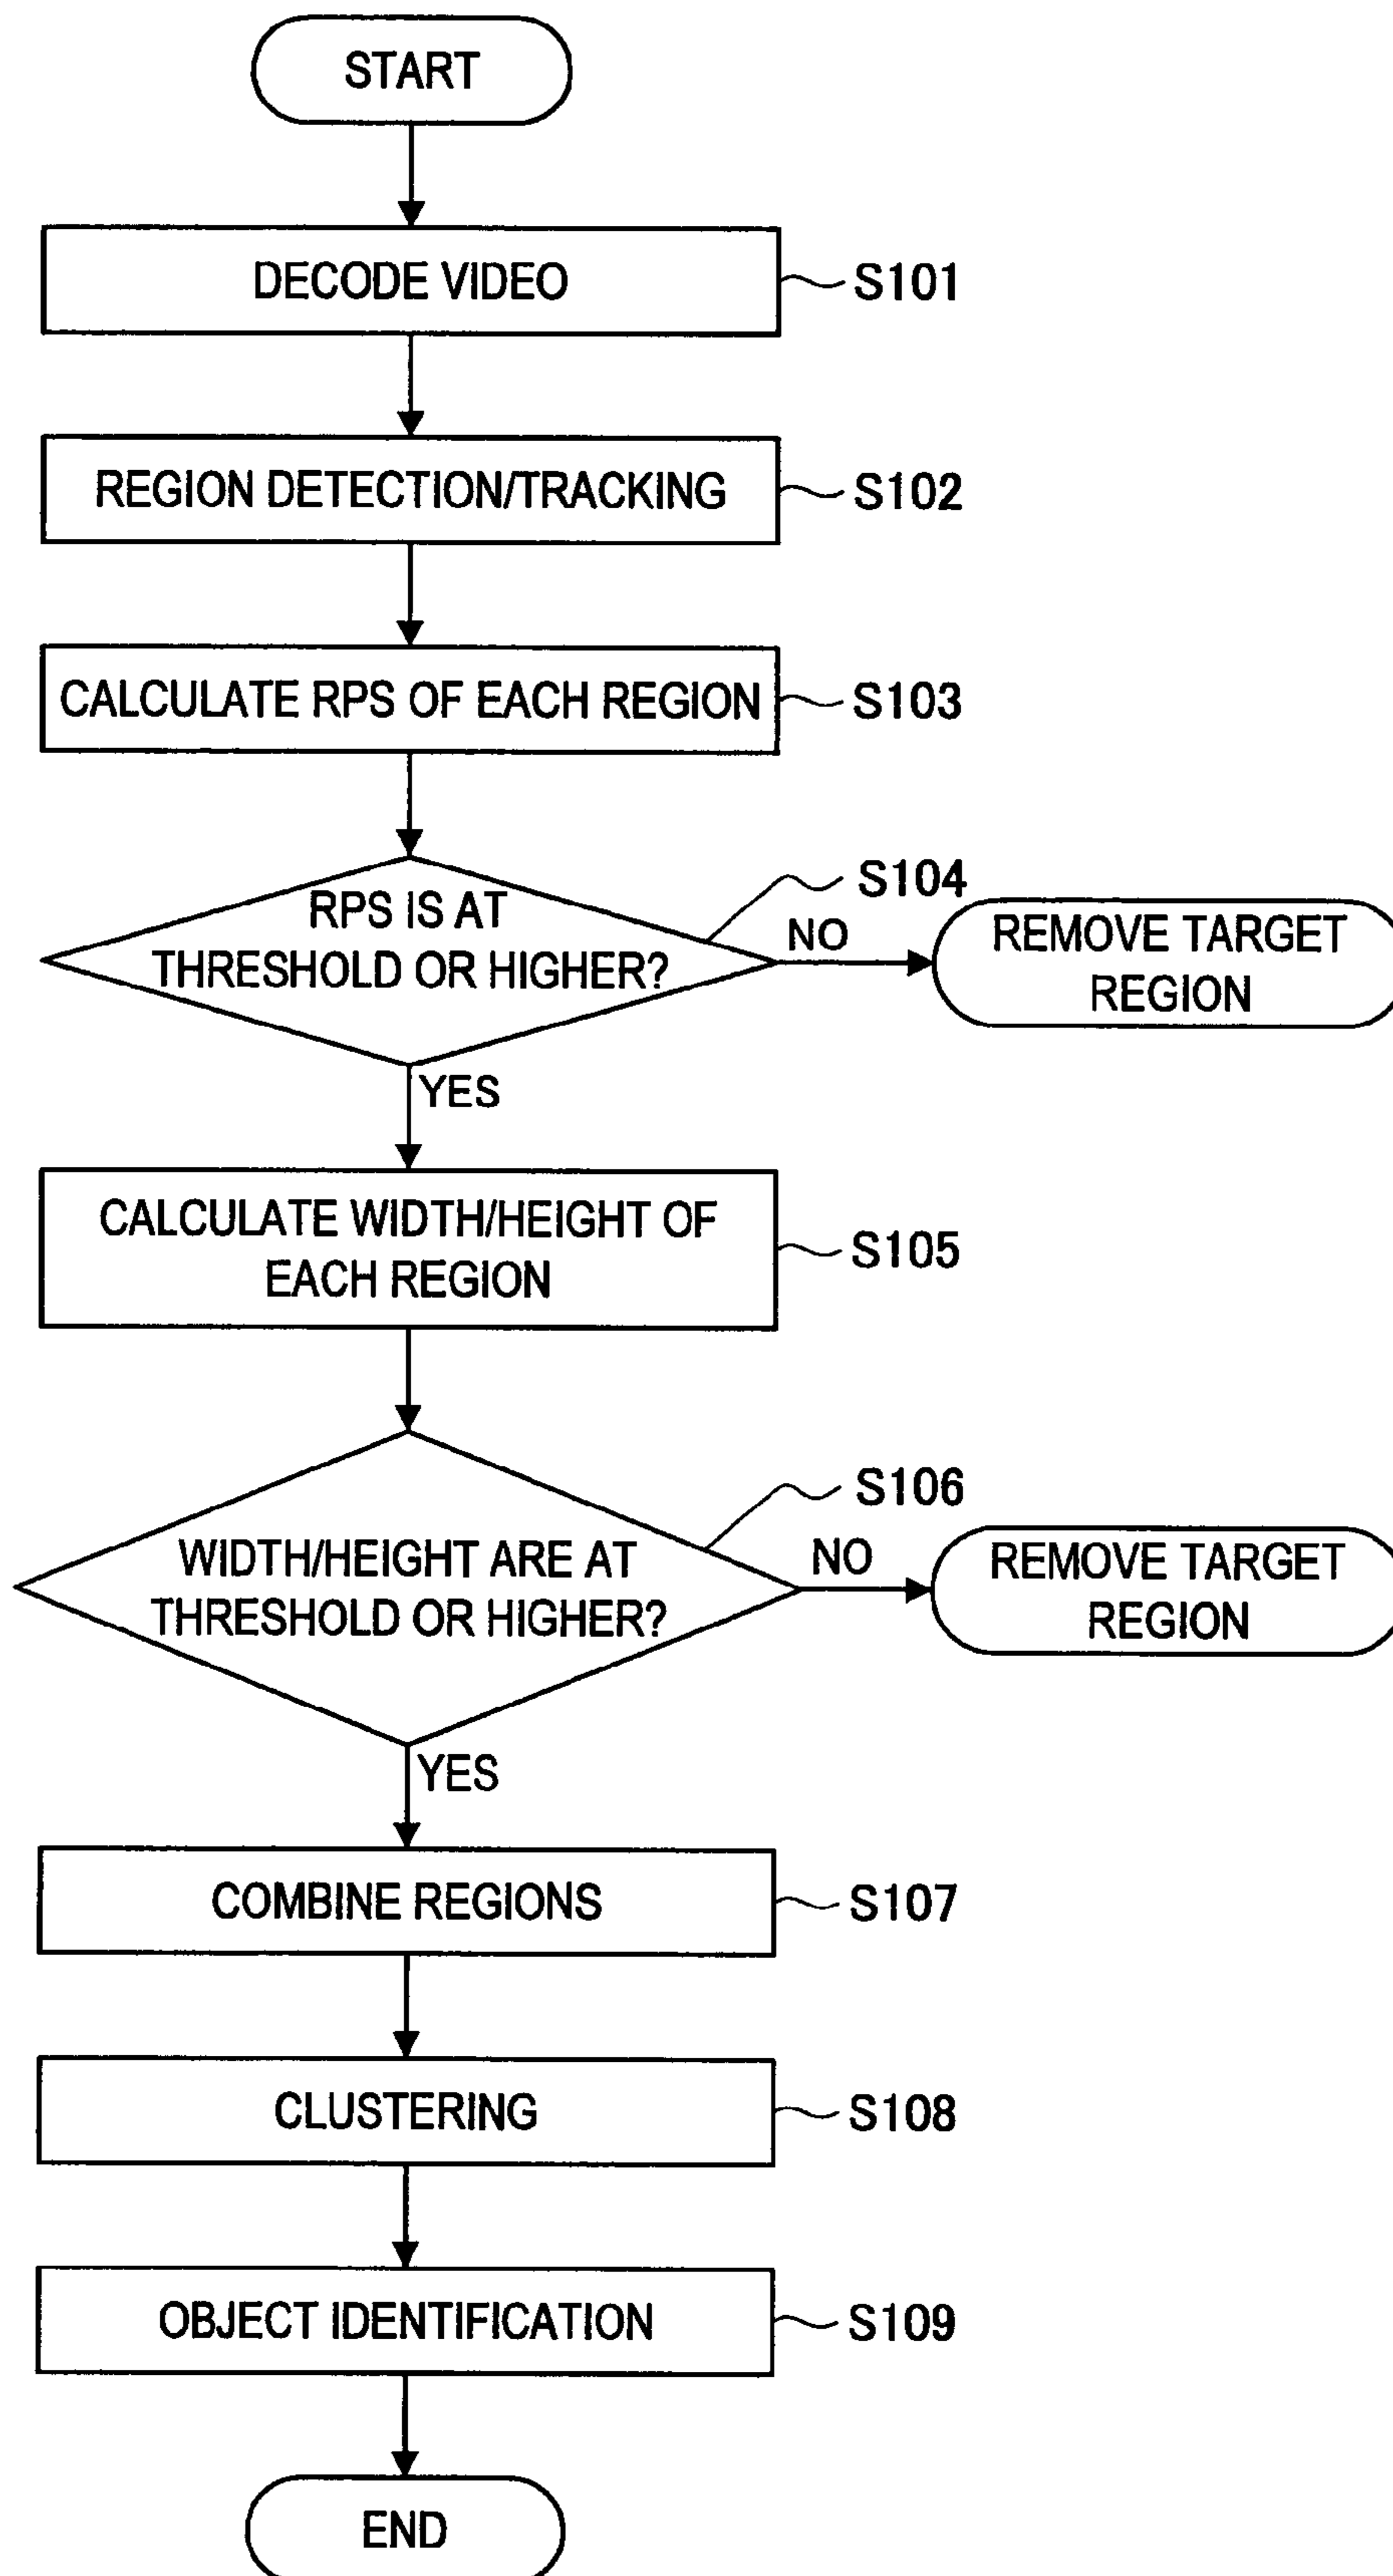 START
DECODE VIDEO
S101
REGION DETECTION/TRACKING
S102
CALCULATE RPS OF EACH REGION
S103
RPS IS AT
THRESHOLD OR HIGHER?
S104
NO
REMOVE TARGET
REGION
YES
CALCULATE WIDTH/HEIGHT OF
EACH REGION
S105
WIDTH/HEIGHT ARE AT
THRESHOLD OR HIGHER?
S106
NO
REMOVE TARGET
REGION
YES
COMBINE REGIONS
S107
CLUSTERING
S108
OBJECT IDENTIFICATION
S109
END